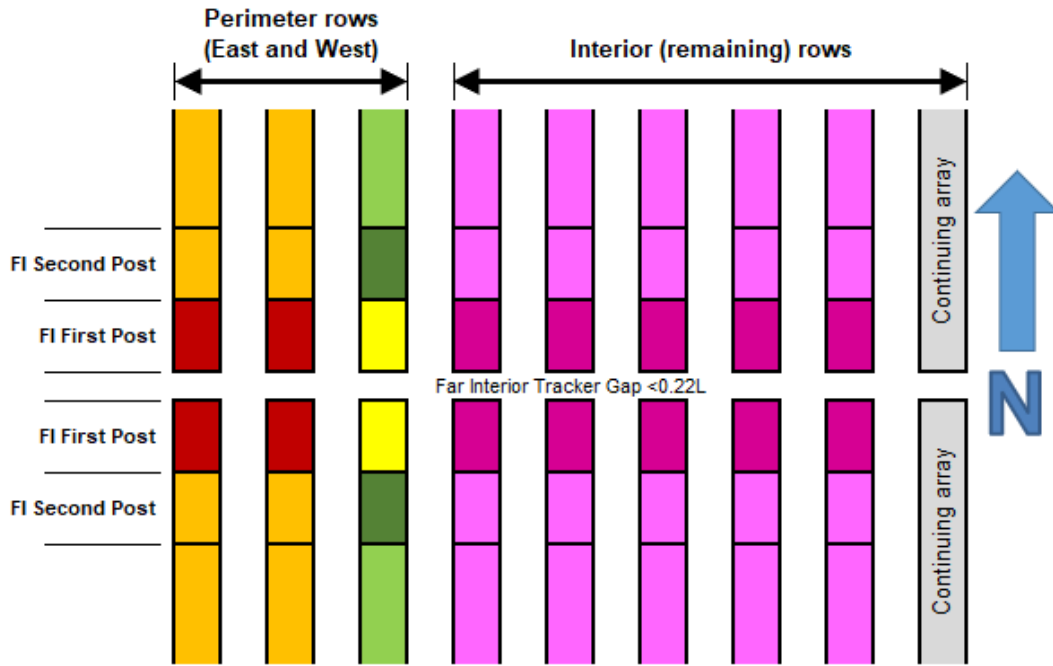 Perimeter rows
(East and West)
Interior (remaining) rows
Continuing array
FI Second Post
FI First Post
Far Interior Tracker Gap <0.22L
N
FI First Post
FI Second Post
Continuing array